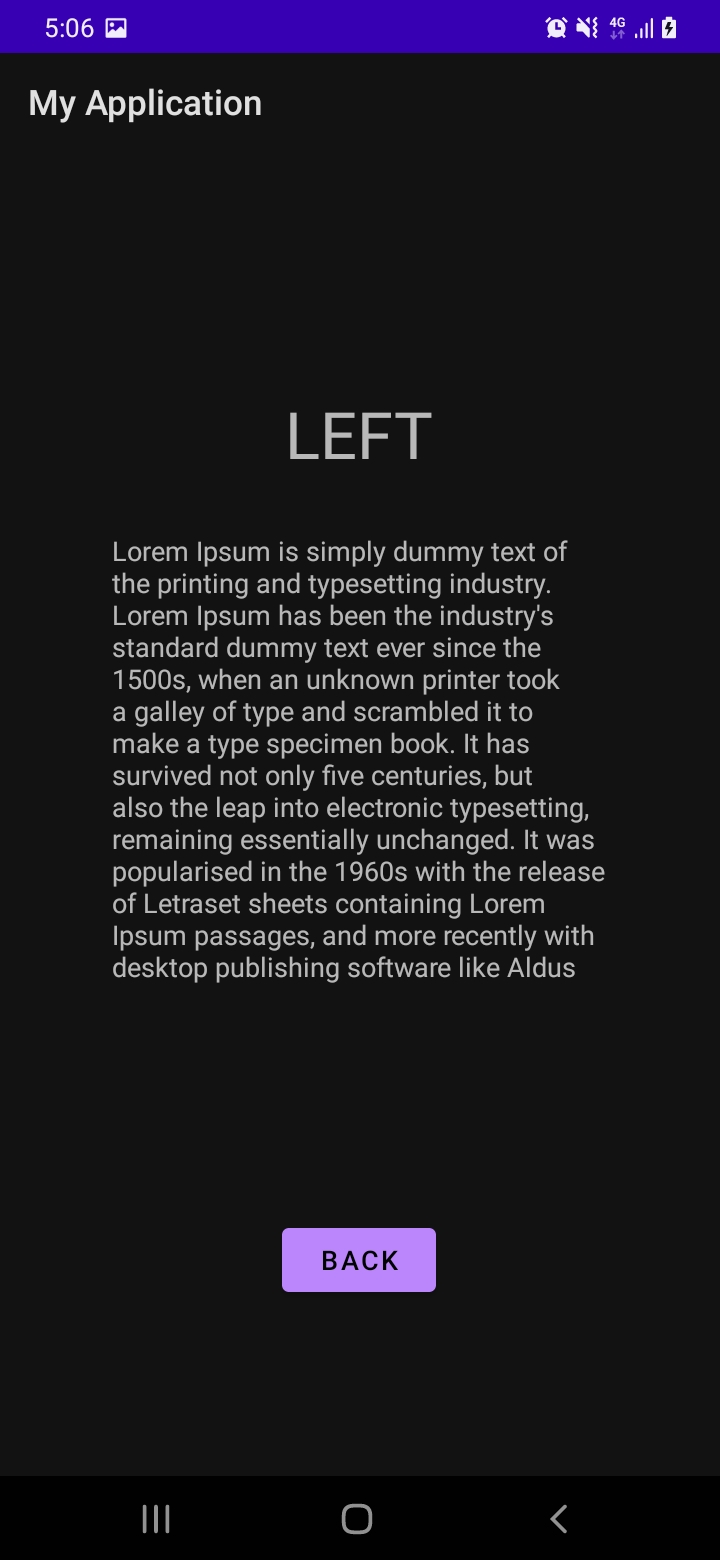 5:06
4G
My Application
LEFT
Lorem Ipsum is simply dummy text of
the printing and typesetting industry.
Lorem Ipsum has been the industry's
standard dummy text ever since the
1500s, when an unknown printer took
a galley of type and scrambled it to
make a type specimen book. It has
survived not only five centuries, but
also the leap into electronic typesetting,
remaining essentially unchanged. It was
popularised in the 1960s with the release
of Letraset sheets containing Lorem
Ipsum passages, and more recently with
desktop publishing software like Aldus
BACK